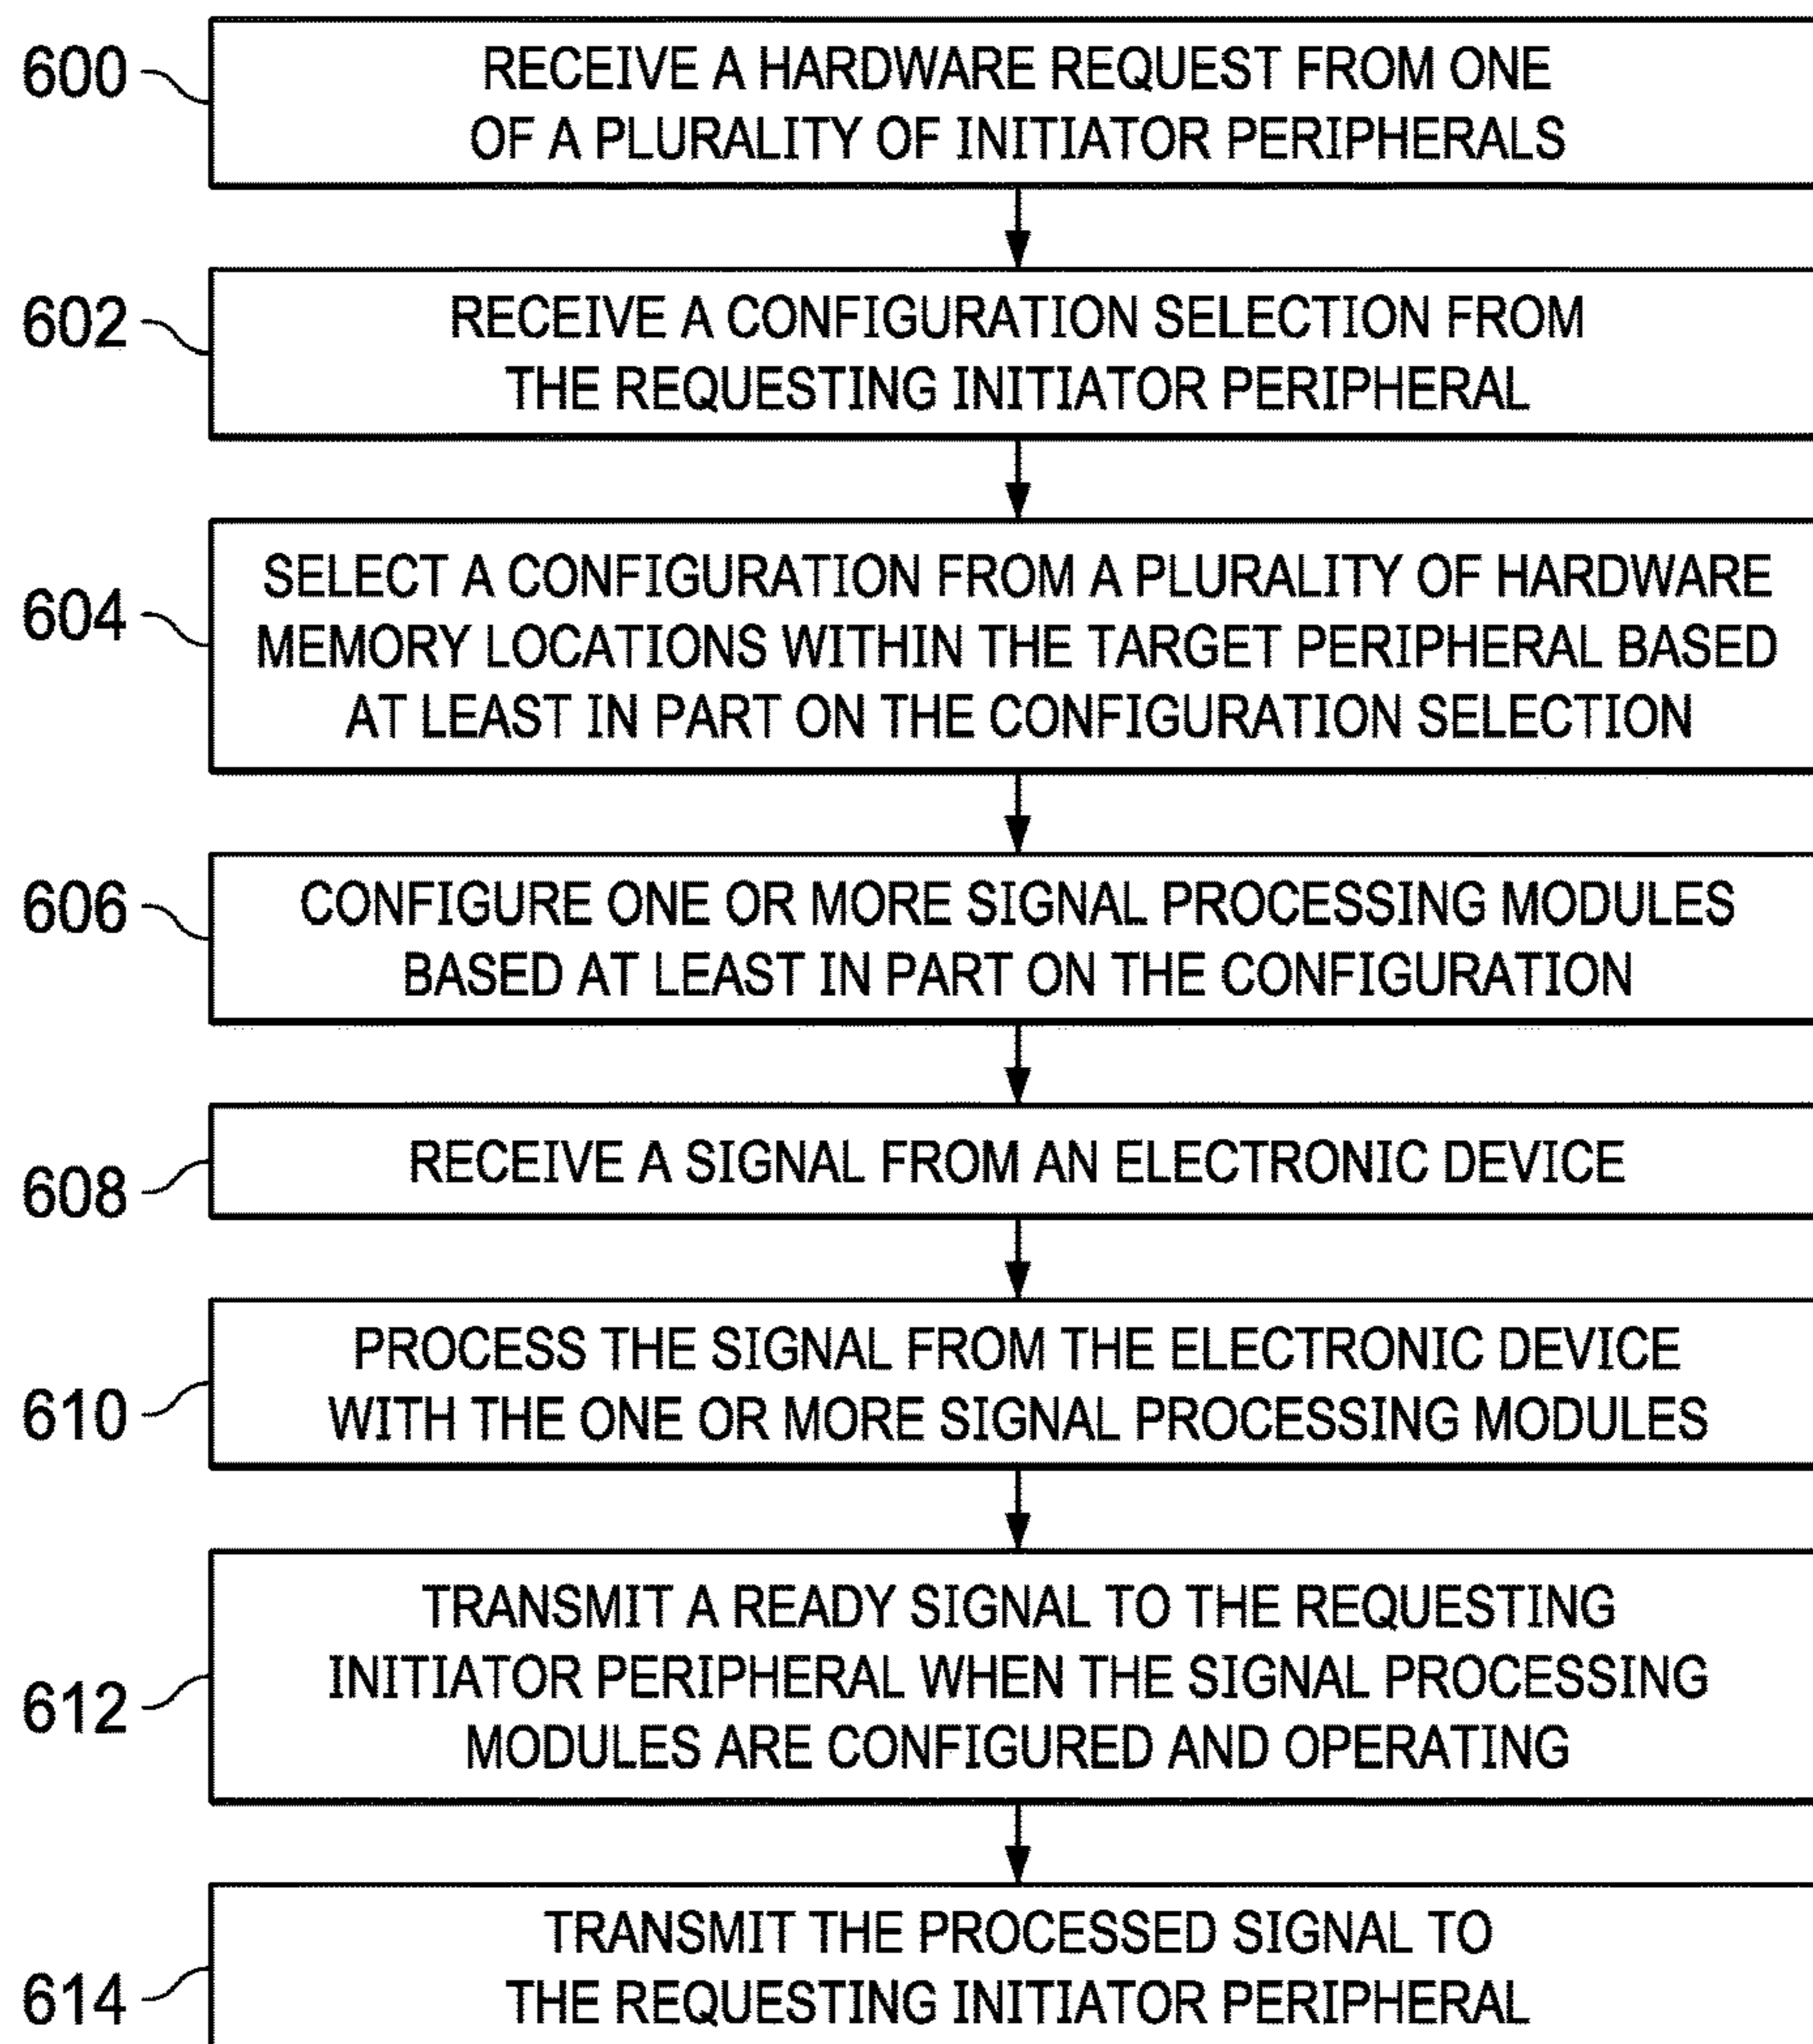 600
RECEIVE A HARDWARE REQUEST FROM ONE
OF A PLURALITY OF INITIATOR PERIPHERALS
602
RECEIVE A CONFIGURATION SELECTION FROM
THE REQUESTING INITIATOR PERIPHERAL
604
SELECT A CONFIGURATION FROM A PLURALITY OF HARDWARE
MEMORY LOCATIONS WITHIN THE TARGET PERIPHERAL BASED
AT LEAST IN PART ON THE CONFIGURATION SELECTION
606
CONFIGURE ONE OR MORE SIGNAL PROCESSING MODULES
BASED AT LEAST IN PART ON THE CONFIGURATION
608
RECEIVE A SIGNAL FROM AN ELECTRONIC DEVICE
610
PROCESS THE SIGNAL FROM THE ELECTRONIC DEVICE
WITH THE ONE OR MORE SIGNAL PROCESSING MODULES
612
TRANSMIT A READY SIGNAL TO THE REQUESTING
INITIATOR PERIPHERAL WHEN THE SIGNAL PROCESSING
MODULES ARE CONFIGURED AND OPERATING
614
TRANSMIT THE PROCESSED SIGNAL TO
THE REQUESTING INITIATOR PERIPHERAL